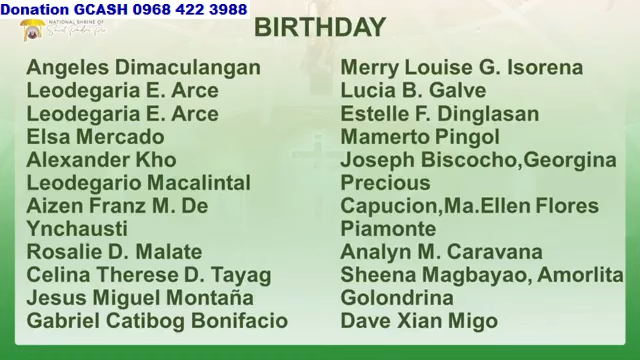 Donation GCASH 0968 422 3988
NATIONAL SHRINE OF
Saint Padre Pio
BIRTHDAY
Angeles Dimaculangan
Leodegaria E. Arce
Leodegaria E. Arce
Elsa Mercado
Alexander Kho
Leodegario Macalintal
Aizen Franz M. De
Ynchausti
Rosalie D. Malate
Celina Therese D. Tayag
Jesus Miguel Montaña
Gabriel Catibog Bonifacio
Merry Louise G. Isorena
Lucia B. Galve
Estelle F. Dinglasan
Mamerto Pingol
Joseph Biscocho,Georgina
Precious
Capucion,Ma.Ellen Flores
Piamonte
Analyn M. Caravana
Sheena Magbayao, Amorlita
Golondrina
Dave Xian Migo